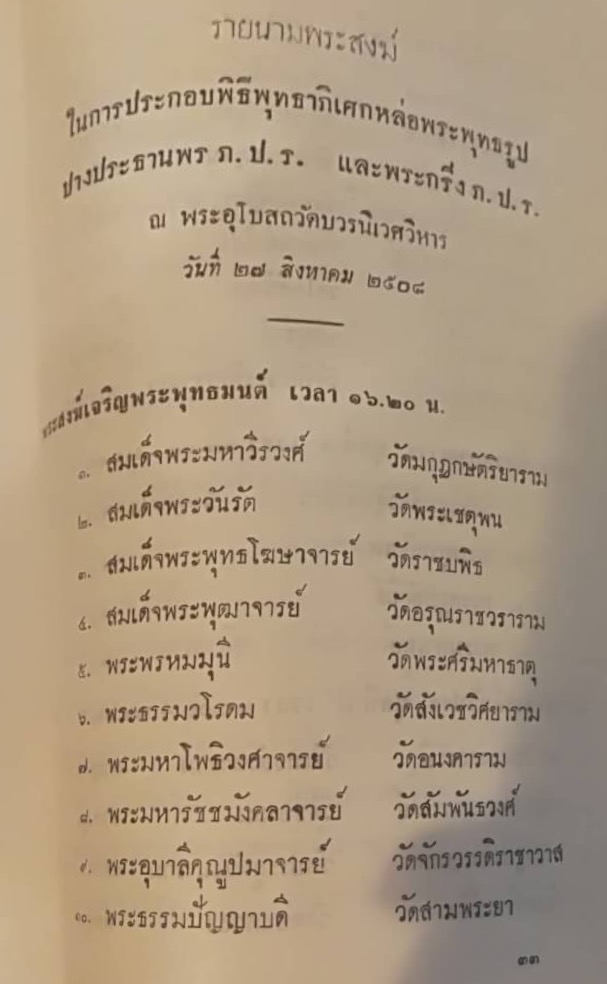 รายนามพระสงฆ์
ในการประกอบพิธีพุทธาภิเศกหล่อพระพุทธรูป
ปางประธานพร ภ.ป.ร. และพระกริ่ง ภ.ป.ร.
ณ พระอุโบสถวัดบวรนิเวศวิหาร
วันที่ ๒๗ สิงหาคม ๒๕๐๘
พระสงฆ์เจริญพระพุทธมนต์ เวลา ๑๖.๒๐ น.
๑. สมเด็จพระมหาวีรวงศ์ วัดมกุฎกษัตริยาราม
๒. สมเด็จพระวันรัต วัดพระเชตุพน
๓. สมเด็จพระพุทธโฆษาจารย์ วัดราชบพิธ
๔. สมเด็จพระพุฒาจารย์ วัดอรุณราชวราราม
๕. พระพรหมมุนี วัดพระศรีมหาธาตุ
๖. พระธรรมวโรดม วัดสังเวชวิศยาราม
๗. พระมหาโพธิวงศาจารย์ วัดอนงคาราม
๘. พระมหารัชชมังคลาจารย์ วัดสัมพันธวงศ์
๙. พระอุบาลีคุณูปมาจารย์ วัดจักรวรรดิราชาวาส
๑๐. พระธรรมปัญญาบดี วัดสามพระยา
๓๓